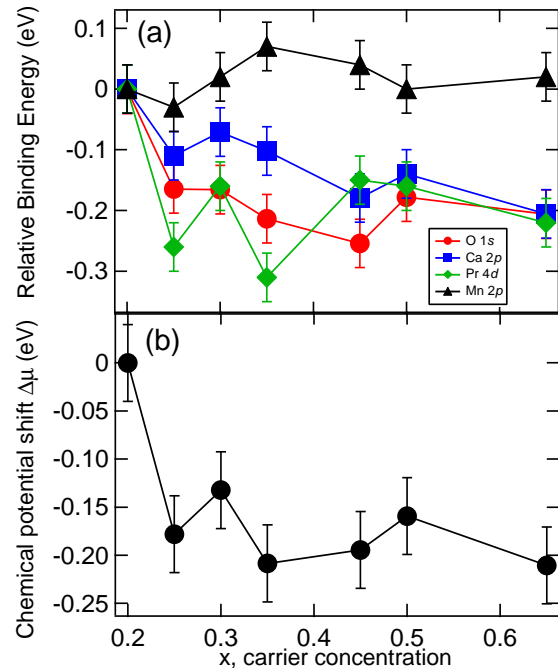 (a)
Relative Binding Energy (eV)
0.1
0
-0.1
-0.2
-0.3
O 1s
Ca 2p
Pr 4d
Mn 2p
(b)
Chemical potential shift Δμ (eV)
0
-0.05
-0.10
-0.15
-0.20
-0.25
0.2 0.3 0.4 0.5 0.6
x, carrier concentration